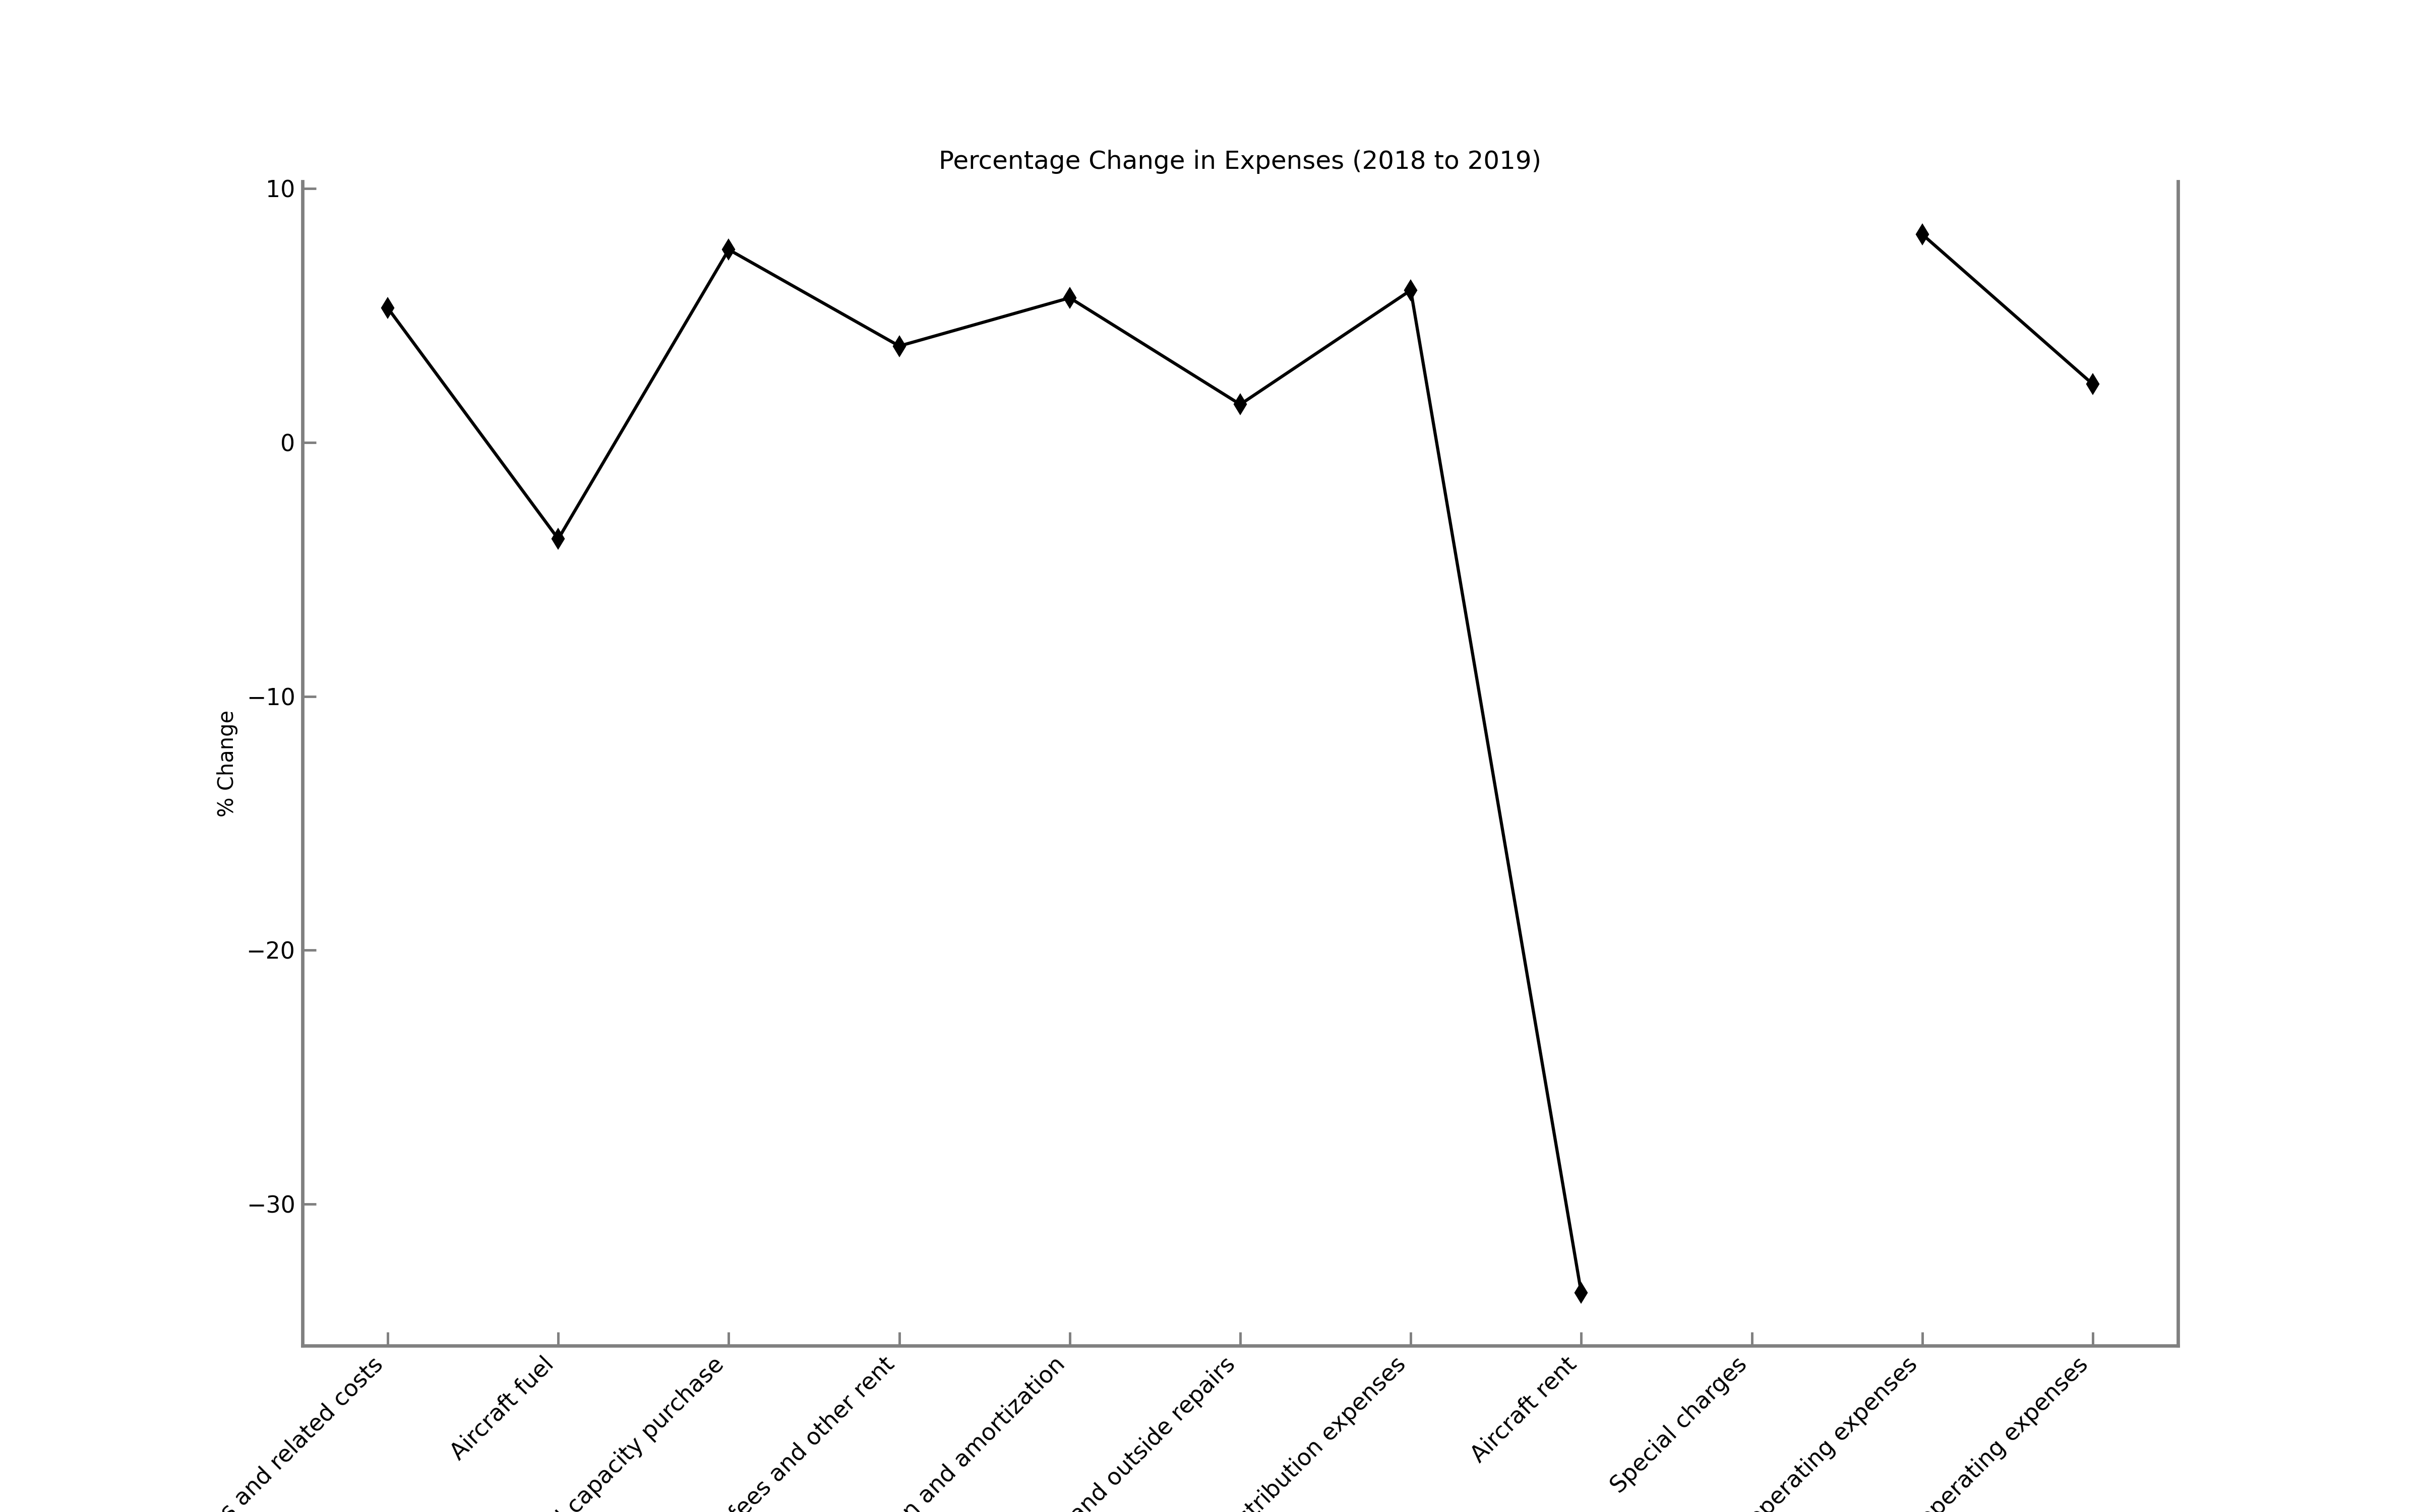 Percentage Change in Expenses (2018 to 2019)
10
0
−10
−20
−30
% Change
and related costs
Aircraft fuel
capacity purchase
fees and other rent
and amortization
and outside repairs
expenses
Aircraft rent
Special charges
operating expenses
operating expenses